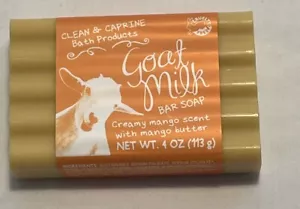 CLEAN & CAPRINE
Bath Products
Goat
Milk
BAR SOAP
Creamy mango scent
with mango butter
NET WT. 4 OZ (113 g)